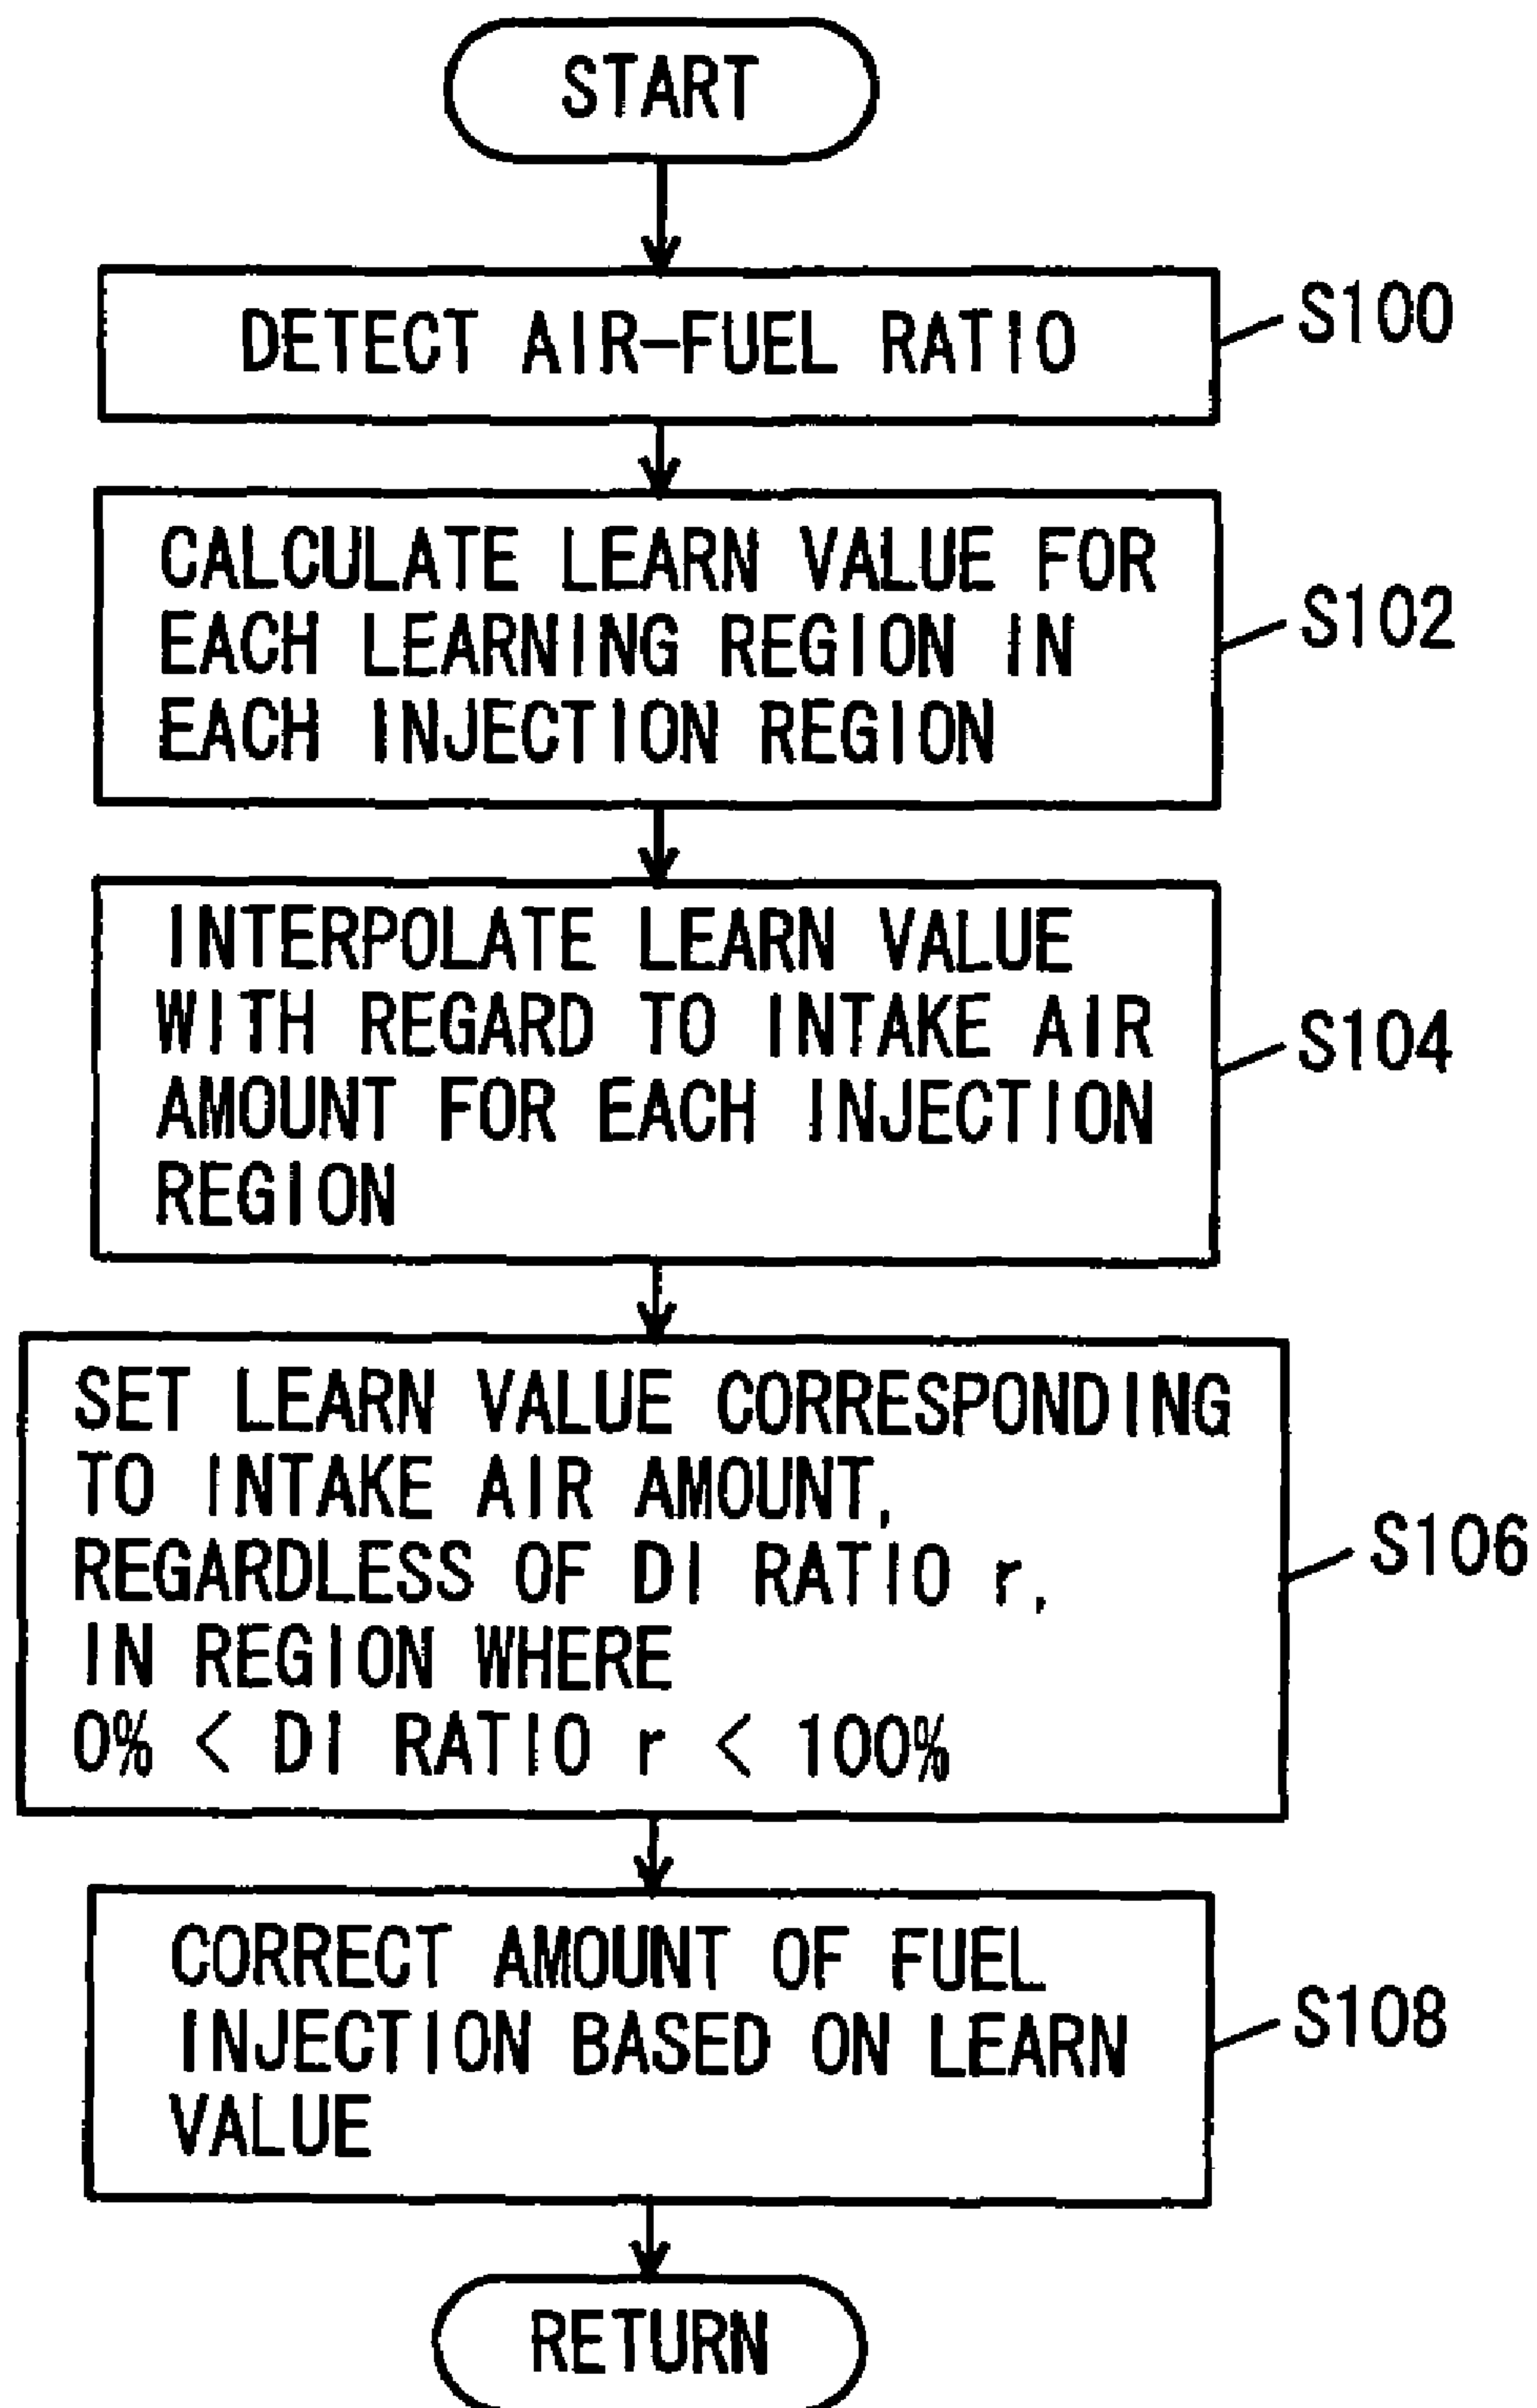 START
DETECT AIR-FUEL RATIO
S100
CALCULATE LEARN VALUE FOR
EACH LEARNING REGION IN
EACH INJECTION REGION
S102
INTERPOLATE LEARN VALUE
WITH REGARD TO INTAKE AIR
AMOUNT FOR EACH INJECTION
REGION
S104
SET LEARN VALUE CORRESPONDING
TO INTAKE AIR AMOUNT,
REGARDLESS OF DI RATIO r,
IN REGION WHERE
0% < DI RATIO r < 100%
S106
CORRECT AMOUNT OF FUEL
INJECTION BASED ON LEARN
VALUE
S108
RETURN